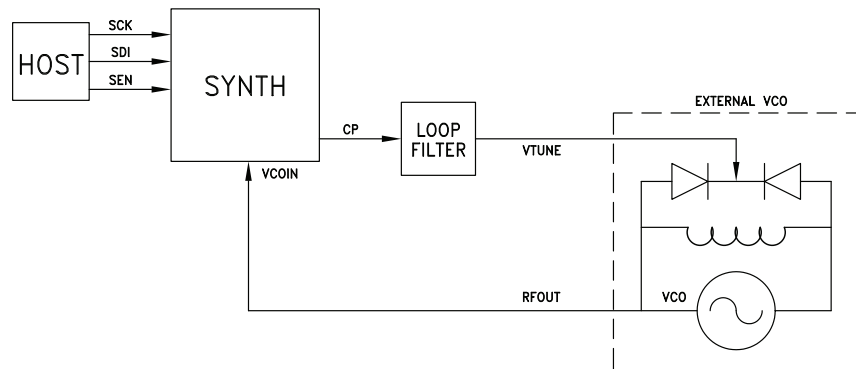 SCK
SDI
SEN
HOST
SYNTH
CP
LOOP
FILTER
VTUNE
EXTERNAL VCO
VCOIN
RFOUT
VCO